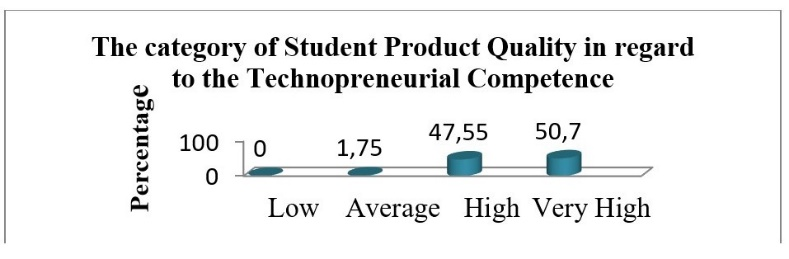 The category of Student Product Quality in regard
to the Technopreneurial Competence
Percentage
100
0
0
1,75
47,55
50,7
Low Average High Very High